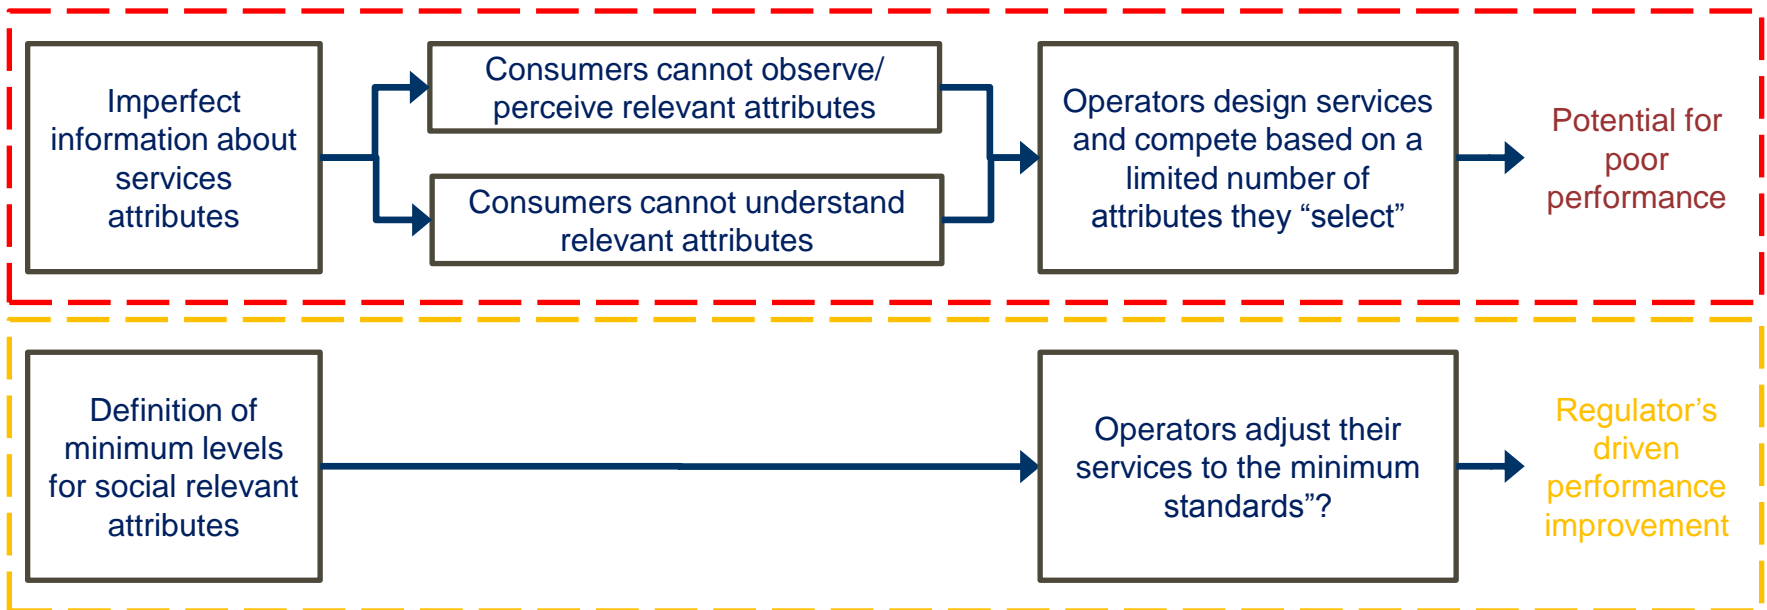 Imperfect
information about
services
attributes
Consumers cannot observe/
perceive relevant attributes
Consumers cannot understand
relevant attributes
Operators design services
and compete based on a
limited number of
attributes they “select”
Potential for
poor
performance
Definition of
minimum levels
for social relevant
attributes
Operators adjust their
services to the minimum
standards”?
Regulator’s
driven
performance
improvement